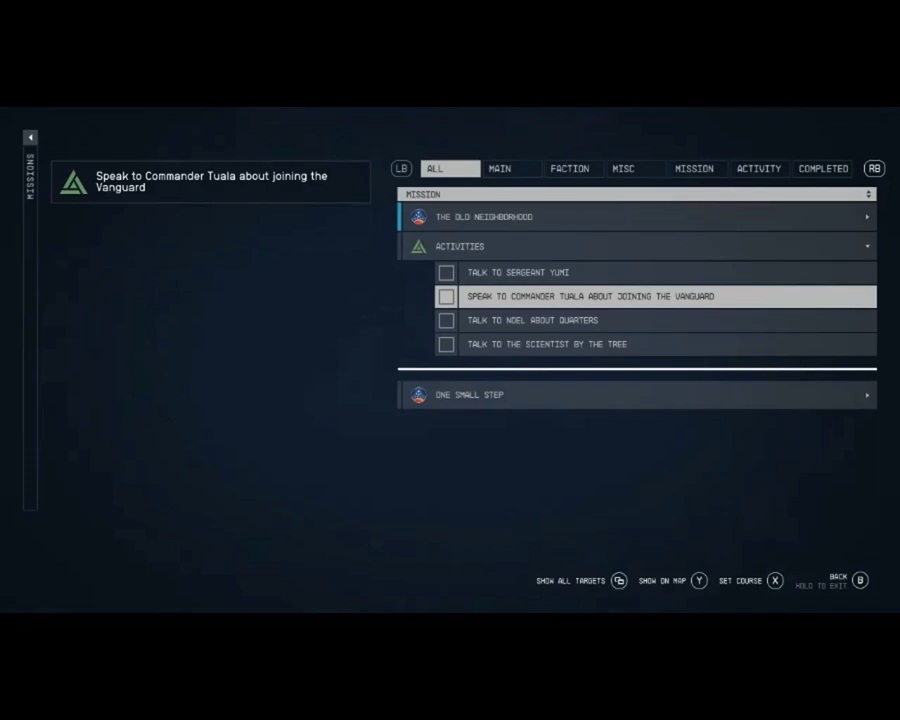 MISSIONS
Speak to Commander Tuala about joining the
Vanguard
LB ALL MAIN FACTION MISC MISSION ACTIVITY COMPLETED RB
MISSION
THE OLD NEIGHBORHOOD
ACTIVITIES
TALK TO SERGEANT YUMI
SPEAK TO COMMANDER TUALA ABOUT JOINING THE VANGUARD
TALK TO NOEL ABOUT QUARTERS
TALK TO THE SCIENTIST BY THE TREE
ONE SMALL STEP
SHOW ALL TARGETS SHOW ON MAP Y SET COURSE X BACK B
HOLD TO EXIT